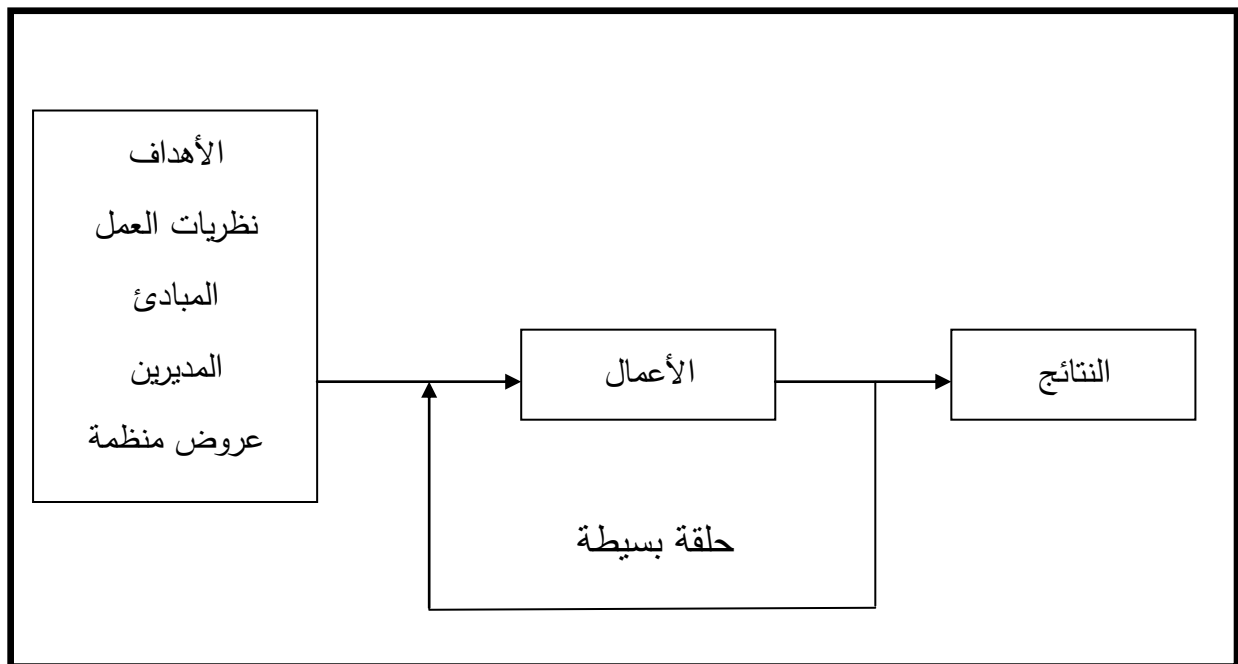 الأهداف
نظريات العمل
المبادئ
المديرين
عروض منظمة
الأعمال
النتائج
حلقة بسيطة